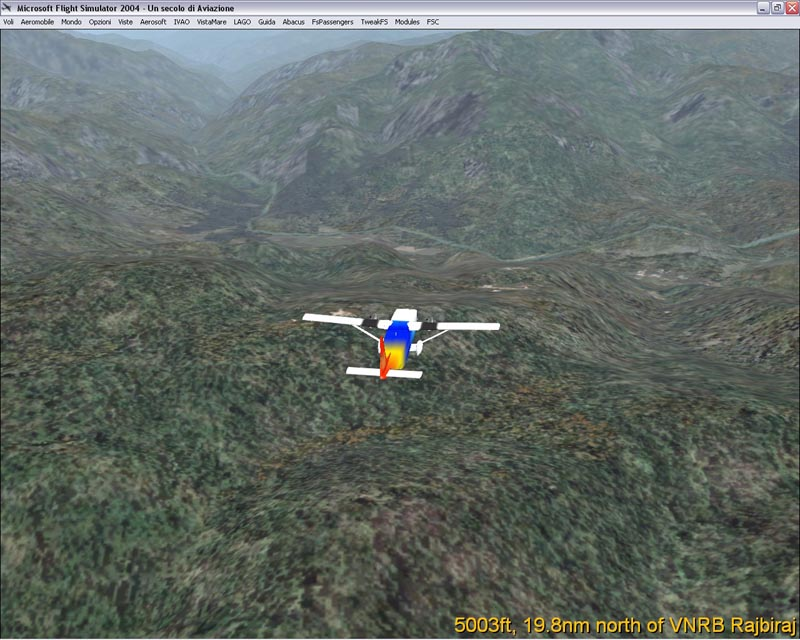 Microsoft Flight Simulator 2004 - Un secolo di Aviazione
Voli Aeromobile Mondo Opzioni Viste Aerosoft IVAO VistaMare LAGO Guida Abacus FsPassengers TweakFS Modules FSC
5003ft, 19.8nm north of VNRB Rajbiraj